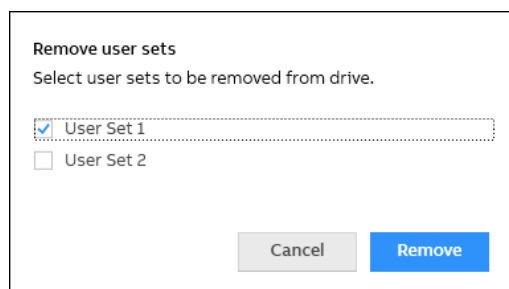 Remove user sets
Select user sets to be removed from drive.
User Set 1
User Set 2
Cancel Remove